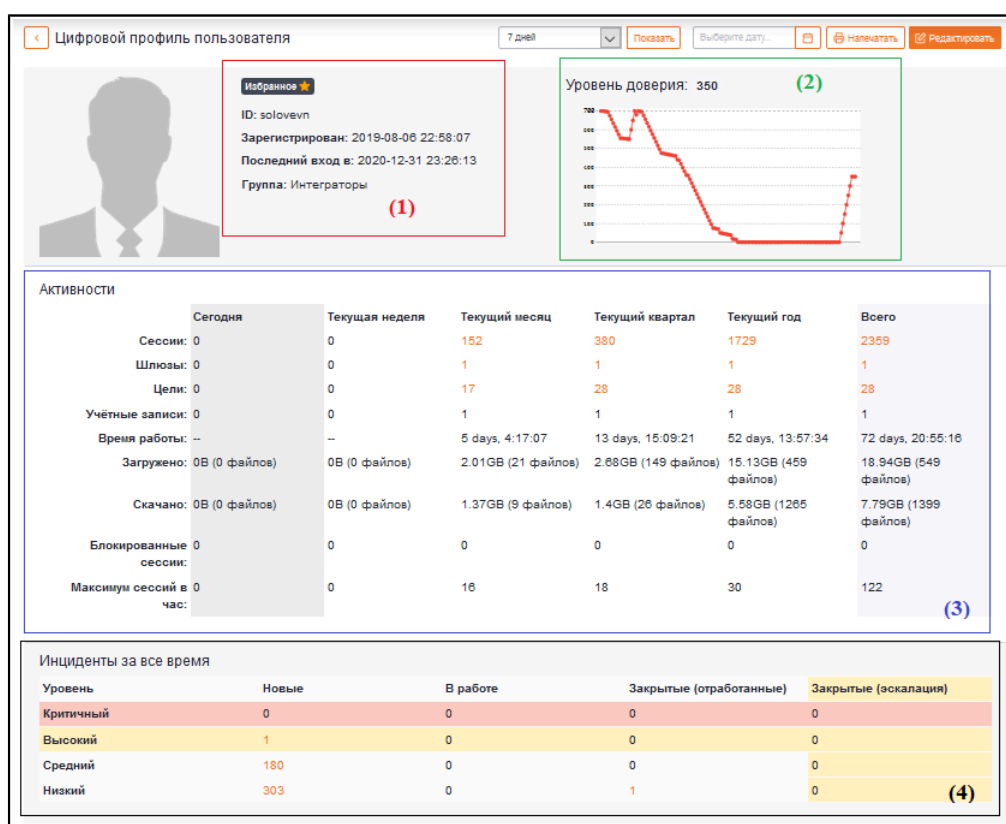 Цифровой профиль пользователя
7 дней
Показать
Выберите дату...
Напечатать
Редактировать
Избранное
ID: solovevn
Зарегистрирован: 2019-08-06 22:58:07
Последний вход в: 2020-12-31 23:26:13
Группа: Интеграторы
(1)
Уровень доверия: 350
(2)
700
600
500
400
300
200
100
0
Активности
Сегодня Текущая неделя Текущий месяц Текущий квартал Текущий год Всего
Сессии: 0 0 152 380 1729 2359
Шлюзы: 0 0 1 1 1 1
Цели: 0 0 17 28 28 28
Учётные записи: 0 0 1 1 1 1
Время работы: -- -- 5 days, 4:17:07 13 days, 15:09:21 52 days, 13:57:34 72 days, 20:55:16
Загружено: 0B (0 файлов) 0B (0 файлов) 2.01GB (21 файлов) 2.68GB (149 файлов) 15.13GB (459 18.94GB (549
файлов) файлов)
Скачано: 0B (0 файлов) 0B (0 файлов) 1.37GB (9 файлов) 1.4GB (26 файлов) 5.58GB (1265 7.79GB (1399
файлов) файлов)
Блокированные 0 0 0 0 0 0
сессии:
Максимум сессий в 0 0 16 18 30 122
час:
(3)
Инциденты за все время
Уровень Новые В работе Закрытые (отработанные) Закрытые (эскалация)
Критичный 0 0 0 0
Высокий 1 0 0 0
Средний 180 0 0 0
Низкий 303 0 1 0
(4)